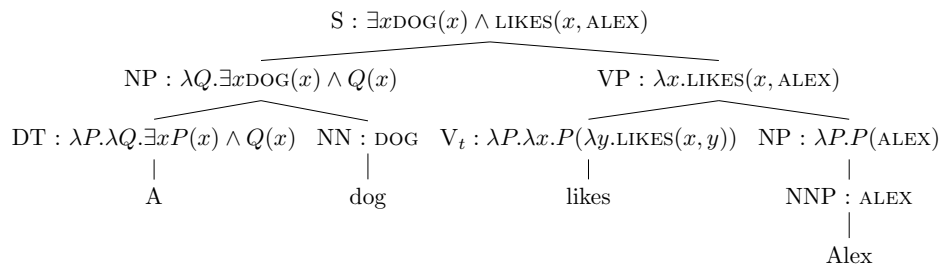 S : ∃xDOG(x) ∧ LIKES(x, ALEX)
NP : λQ.∃xDOG(x) ∧ Q(x) VP : λx.LIKES(x, ALEX)
DT : λP.λQ.∃xP(x) ∧ Q(x) NN : DOG Vₜ : λP.λx.P(λy.LIKES(x, y)) NP : λP.P(ALEX)
A dog likes NNP : ALEX
Alex